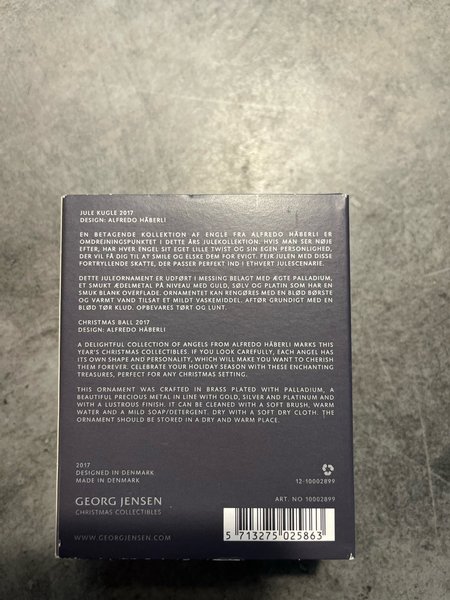 JULE KUGLE 2017
DESIGN: ALFREDO HÄBERLI
EN BETAGENDE KOLLEKTION AF ENGLE FRA ALFREDO HÄBERLI ER
OMDREJNINGSPUNKTET I DETTE ÅRS JULEKOLLEKTION. HVIS MAN SER NØJE
EFTER, HAR HVER ENGEL SIT EGET LILLE TWIST OG SIN EGEN PERSONLIGHED,
DER VIL FÅ DIG TIL AT SMILE OG ELSKE DEM FOR EVIGT. FEJR JULEN MED DISSE
FORTRYLLENDE SKATTE, DER PASSER PERFEKT IND I ETHVERT JULESCENARIE.
DETTE JULEORNAMENT ER UDFØRT I MESSING BELAGT MED ÆGTE PALLADIUM,
ET SMUKT ÆDELMETAL PÅ NIVEAU MED GULD, SØLV OG PLATIN SOM HAR EN
SMUK BLANK OVERFLADE. ORNAMENTET KAN RENGØRES MED EN BLØD BØRSTE
OG VARMT VAND TILSAT ET MILDT VASKEMIDDEL. AFTØR GRUNDIGT MED EN
BLØD TØR KLUD. OPBEVARES TØRT OG LUNT.
CHRISTMAS BALL 2017
DESIGN: ALFREDO HÄBERLI
A DELIGHTFUL COLLECTION OF ANGELS FROM ALFREDO HÄBERLI MARKS THIS
YEAR'S CHRISTMAS COLLECTIBLES. IF YOU LOOK CAREFULLY, EACH ANGEL HAS
ITS OWN SHAPE AND PERSONALITY, WHICH WILL MAKE YOU WANT TO CHERISH
THEM FOREVER. CELEBRATE YOUR HOLIDAY SEASON WITH THESE ENCHANTING
TREASURES, PERFECT FOR ANY CHRISTMAS SETTING.
THIS ORNAMENT WAS CRAFTED IN BRASS PLATED WITH PALLADIUM, A
BEAUTIFUL PRECIOUS METAL IN LINE WITH GOLD, SILVER AND PLATINUM AND
WITH A LUSTROUS FINISH. IT CAN BE CLEANED WITH A SOFT BRUSH, WARM
WATER AND A MILD SOAP/DETERGENT. DRY WITH A SOFT DRY CLOTH. THE
ORNAMENT SHOULD BE STORED IN A DRY AND WARM PLACE.
2017
DESIGNED IN DENMARK
MADE IN DENMARK
12-10002899
GEORG JENSEN
CHRISTMAS COLLECTIBLES
ART. NO 10002899
WWW.GEORGJENSEN.COM
5 713275 025863